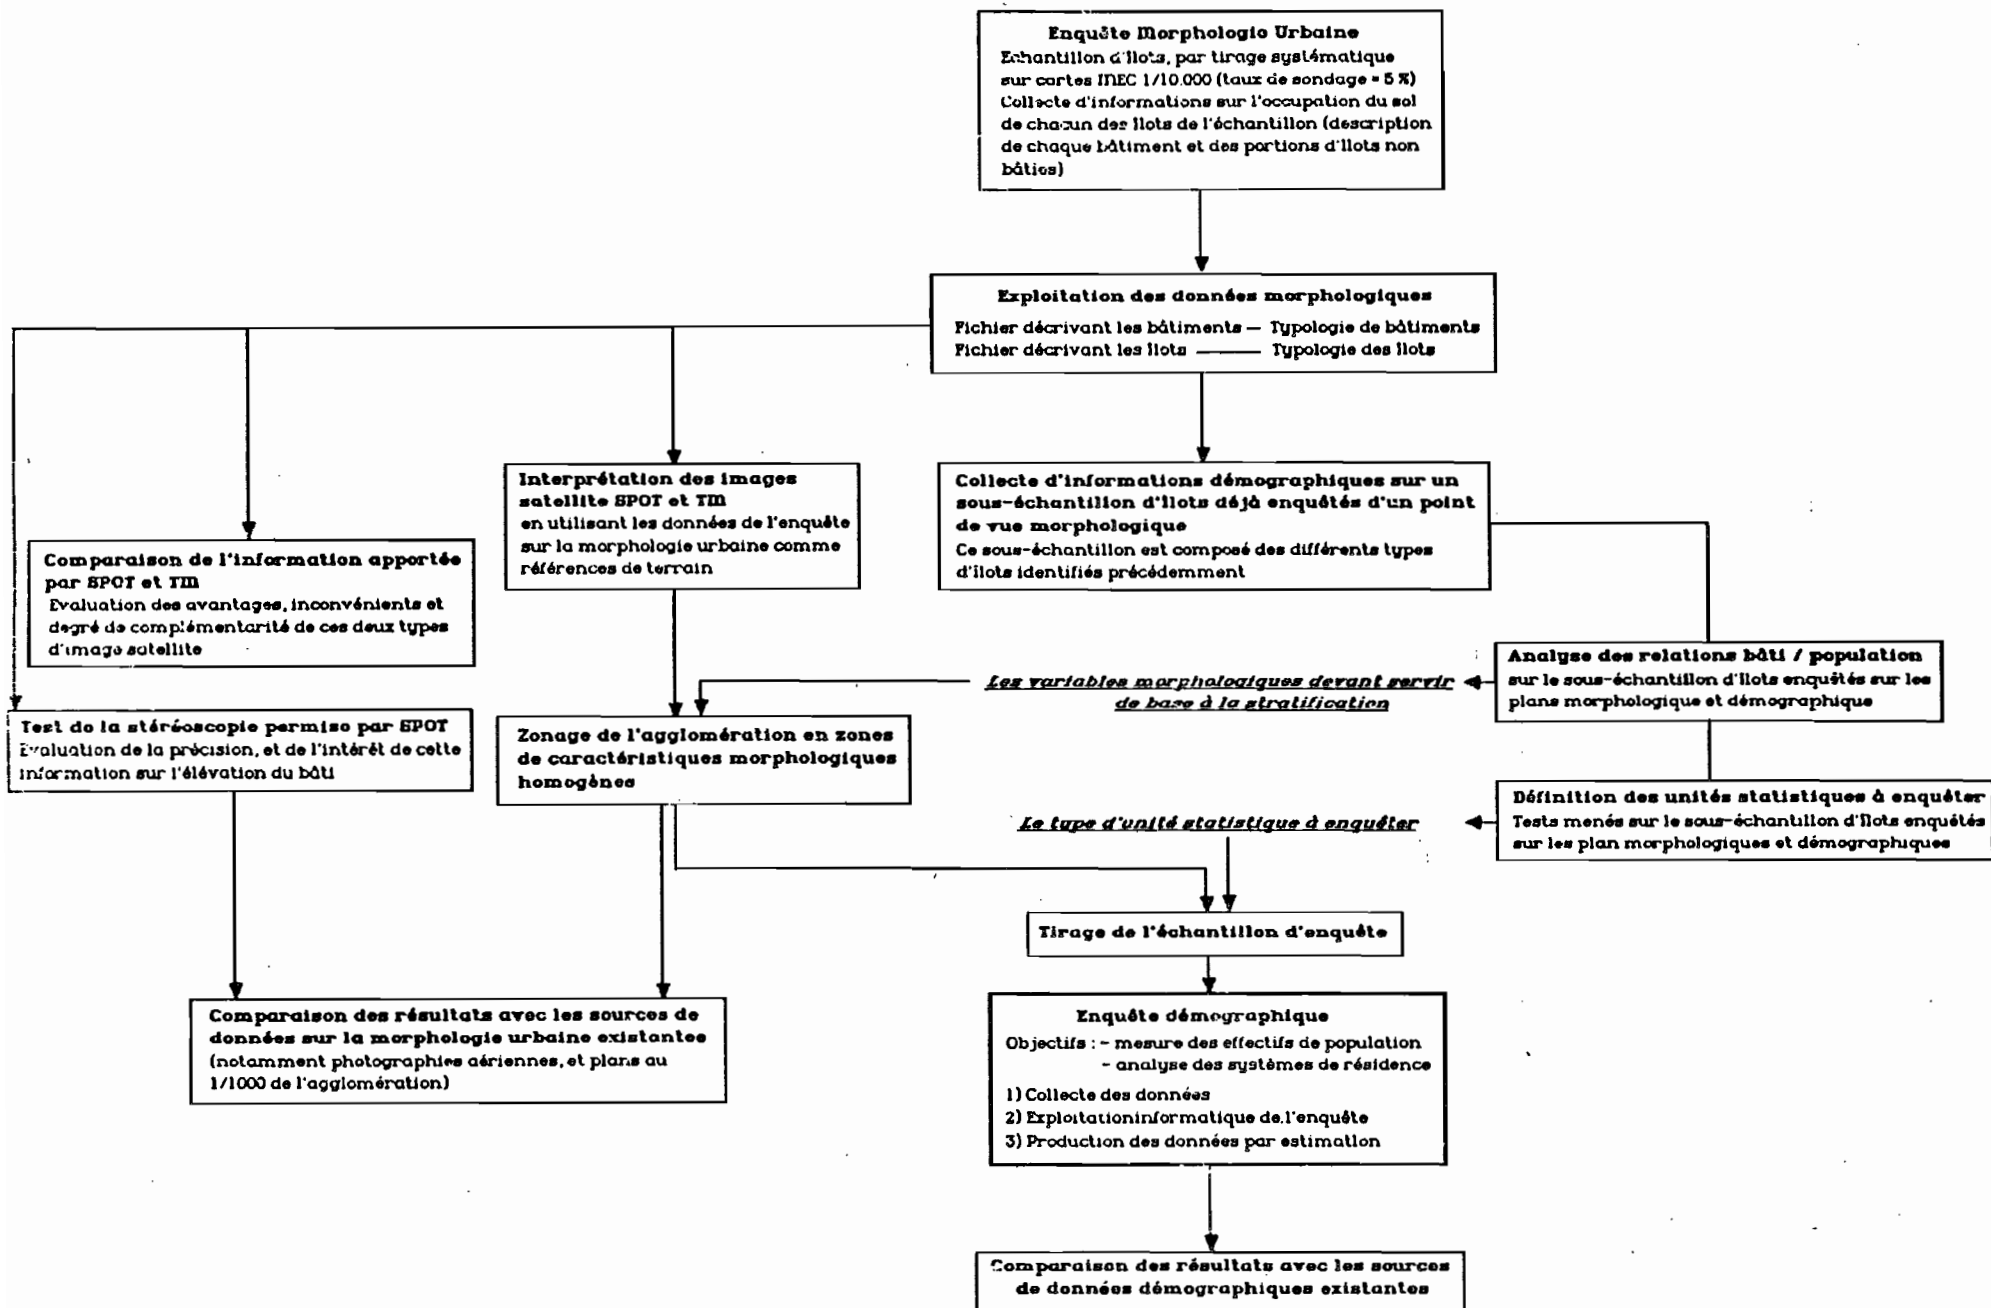 Enquête Morphologie Urbaine
Echantillon d'îlots, par tirage systématique
sur cartes INEC 1/10.000 (taux de sondage = 5 %)
Collecte d'informations sur l'occupation du sol
de chacun des îlots de l'échantillon (description
de chaque bâtiment et des portions d'îlots non
bâties)
Exploitation des données morphologiques
Fichier décrivant les bâtiments — Typologie de bâtiments
Fichier décrivant les îlots ——— Typologie des îlots
Interprétation des images
satellite SPOT et TM
en utilisant les données de l'enquête
sur la morphologie urbaine comme
références de terrain
Collecte d'informations démographiques sur un
sous-échantillon d'îlots déjà enquêtés d'un point
de vue morphologique
Ce sous-échantillon est composé des différents types
d'îlots identifiés précédemment
Comparaison de l'information apportée
par SPOT et TM
Evaluation des avantages, inconvénients et
degré de complémentarité de ces deux types
d'image satellite
Analyse des relations bâti / population
sur le sous-échantillon d'îlots enquêtés sur les
plans morphologique et démographique
Les variables morphologiques devant servir
de base à la stratification
Test de la stéréoscopie permise par SPOT
Evaluation de la précision, et de l'intérêt de cette
information sur l'élévation du bâti
Zonage de l'agglomération en zones
de caractéristiques morphologiques
homogènes
Définition des unités statistiques à enquêter
Tests menés sur le sous-échantillon d'îlots enquêtés
sur les plan morphologiques et démographiques
Le type d'unité statistique à enquêter
Tirage de l'échantillon d'enquête
Comparaison des résultats avec les sources de
données sur la morphologie urbaine existantes
(notamment photographies aériennes, et plans au
1/1000 de l'agglomération)
Enquête démographique
Objectifs : - mesure des effectifs de population
- analyse des systèmes de résidence
1) Collecte des données
2) Exploitationinformatique de l'enquête
3) Production des données par estimation
Comparaison des résultats avec les sources
de données démographiques existantes